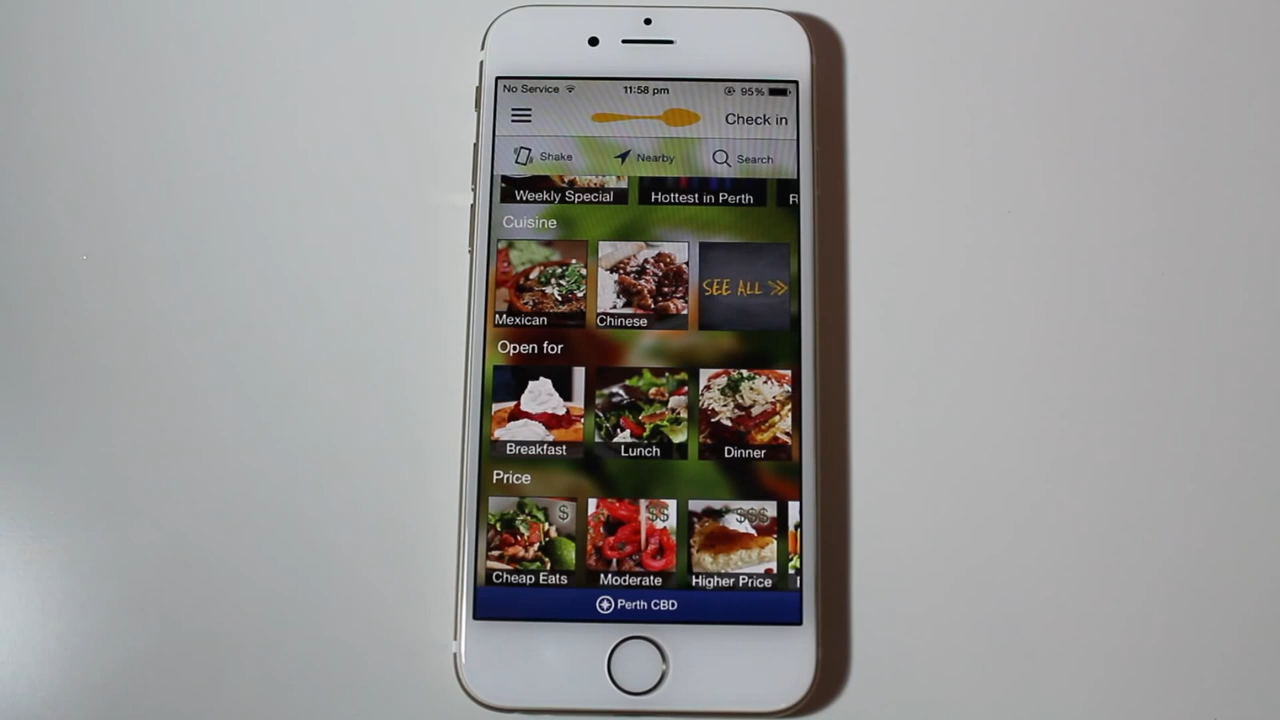 No Service 11:58 pm 95%
Check in
Shake Nearby Search
Weekly Special Hottest in Perth R
Cuisine
Mexican Chinese SEE ALL >>
Open for
Breakfast Lunch Dinner
Price
$ $$ $$$
Cheap Eats Moderate Higher Price
Perth CBD